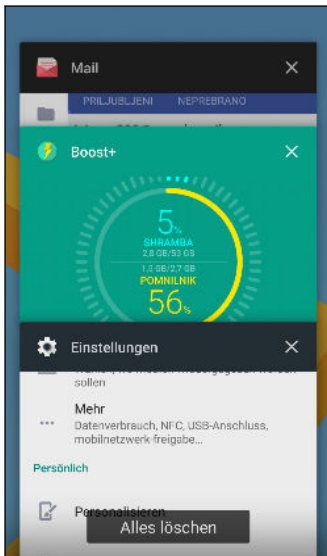 Mail
PRILJUBLJENI NEPREBRANO
Boost+
5%
SHRAMBA
2,8 GB/53 GB
1,3 GB/2,7 GB
POMNILNIK
56%
Einstellungen
sollen
Mehr
Datenverbrauch, NFC, USB-Anschluss,
mobilnetzwerk-freigabe...
Persönlich
Personalisieren
Alles löschen